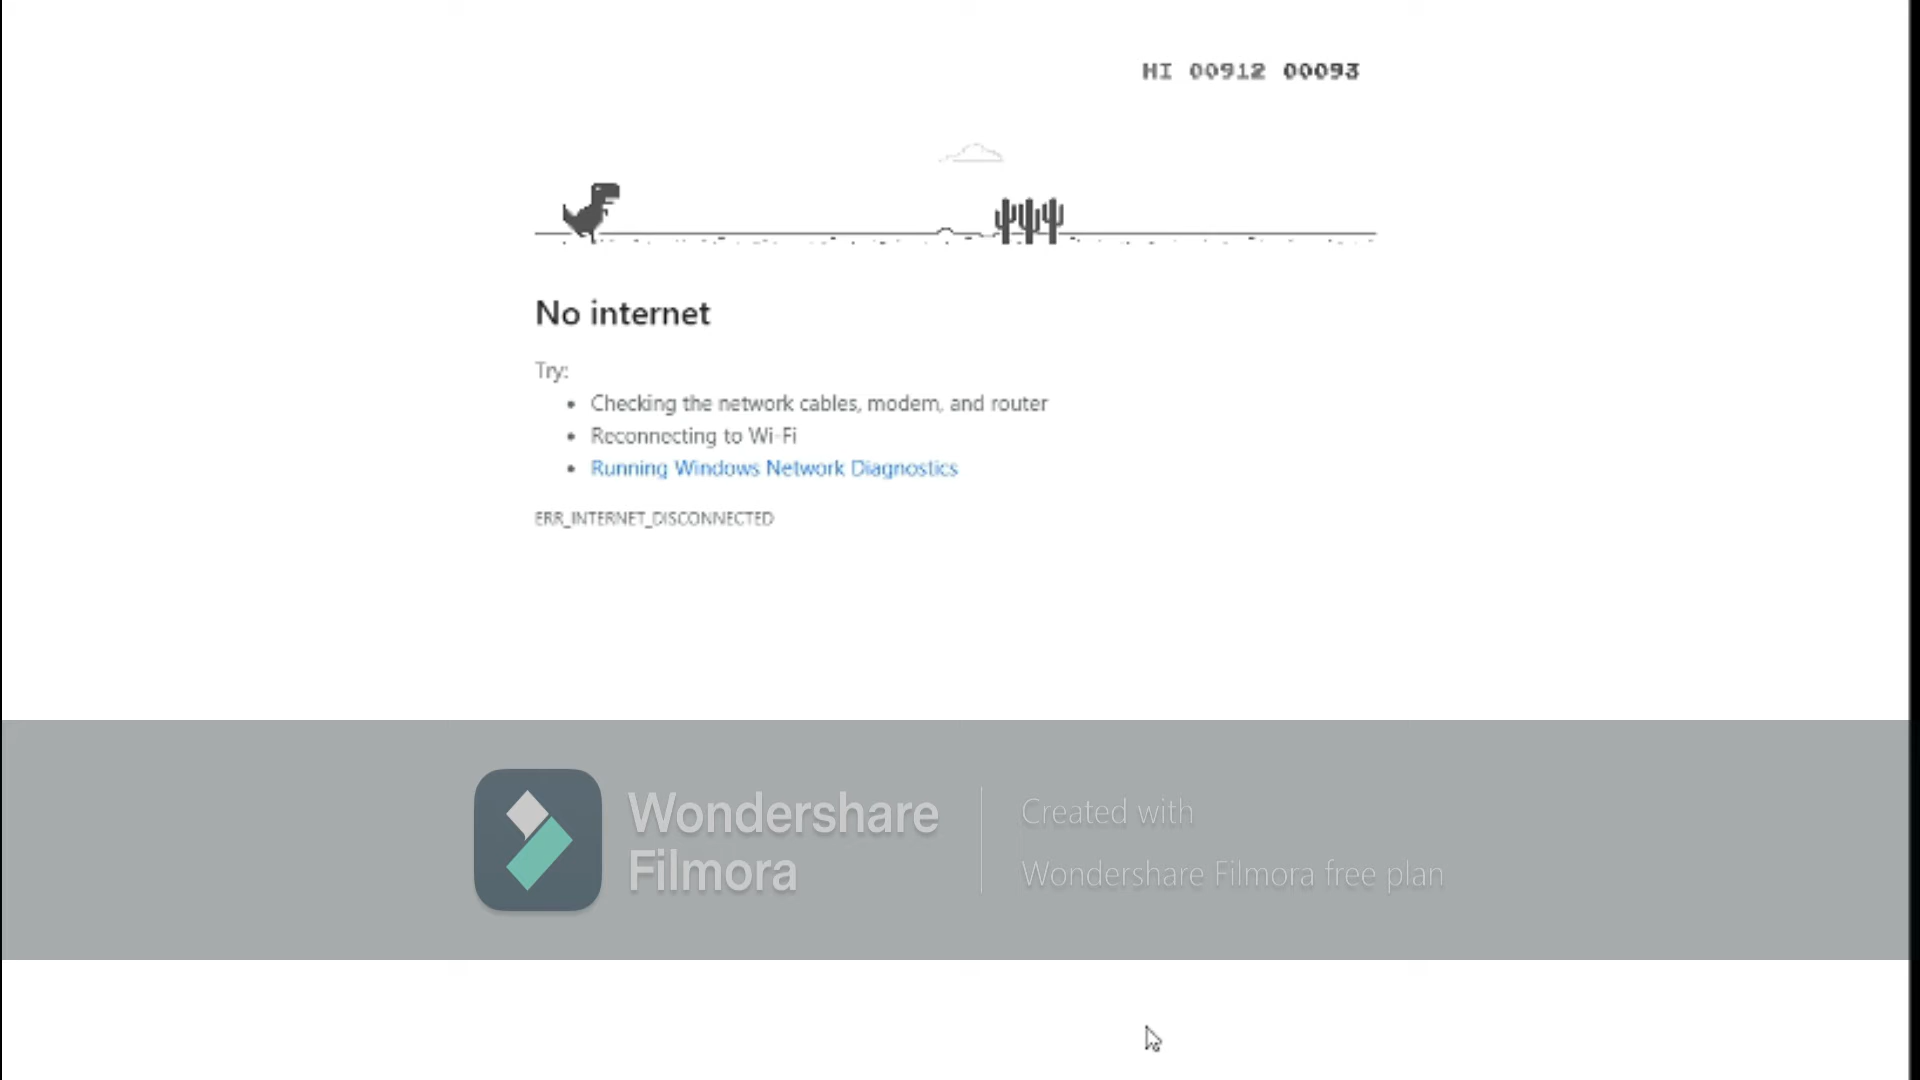 HI 00912 00093
No internet
Try:
Checking the network cables, modem, and router
Reconnecting to Wi-Fi
Running Windows Network Diagnostics
ERR_INTERNET_DISCONNECTED
Wondershare
Filmora
Created with
Wondershare Filmora free plan